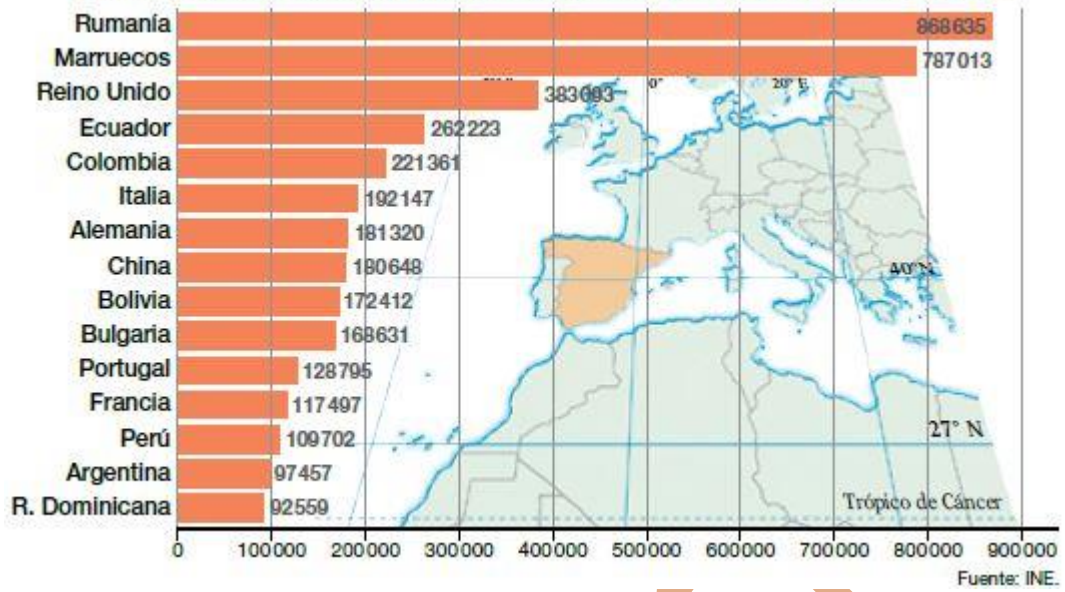 Rumanía 868635
Marruecos 787013
Reino Unido 383093 0° 20° E
Ecuador 262223
Colombia 221361
Italia 192147
Alemania 181320
China 180648 40° N
Bolivia 172412
Bulgaria 168631
Portugal 128795
Francia 117497
Perú 109702 27° N
Argentina 97457
R. Dominicana 92559 Trópico de Cáncer
0 100000 200000 300000 400000 500000 600000 700000 800000 900000
Fuente: INE.